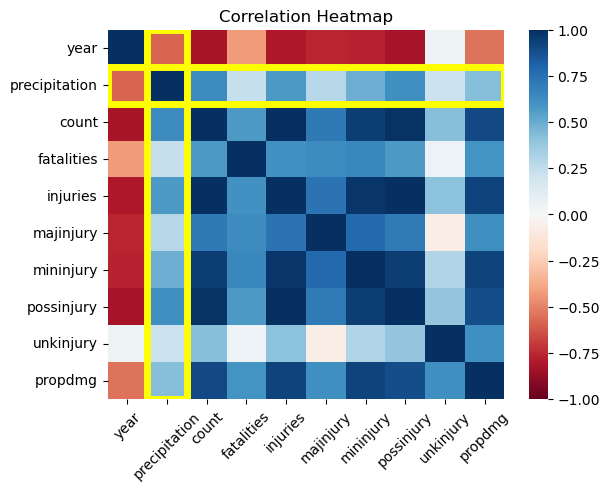 Correlation Heatmap
year
precipitation
count
fatalities
injuries
majinjury
mininjury
possinjury
unkinjury
propdmg
year
precipitation
count
fatalities
injuries
majinjury
mininjury
possinjury
unkinjury
propdmg
1.00
0.75
0.50
0.25
0.00
−0.25
−0.50
−0.75
−1.00